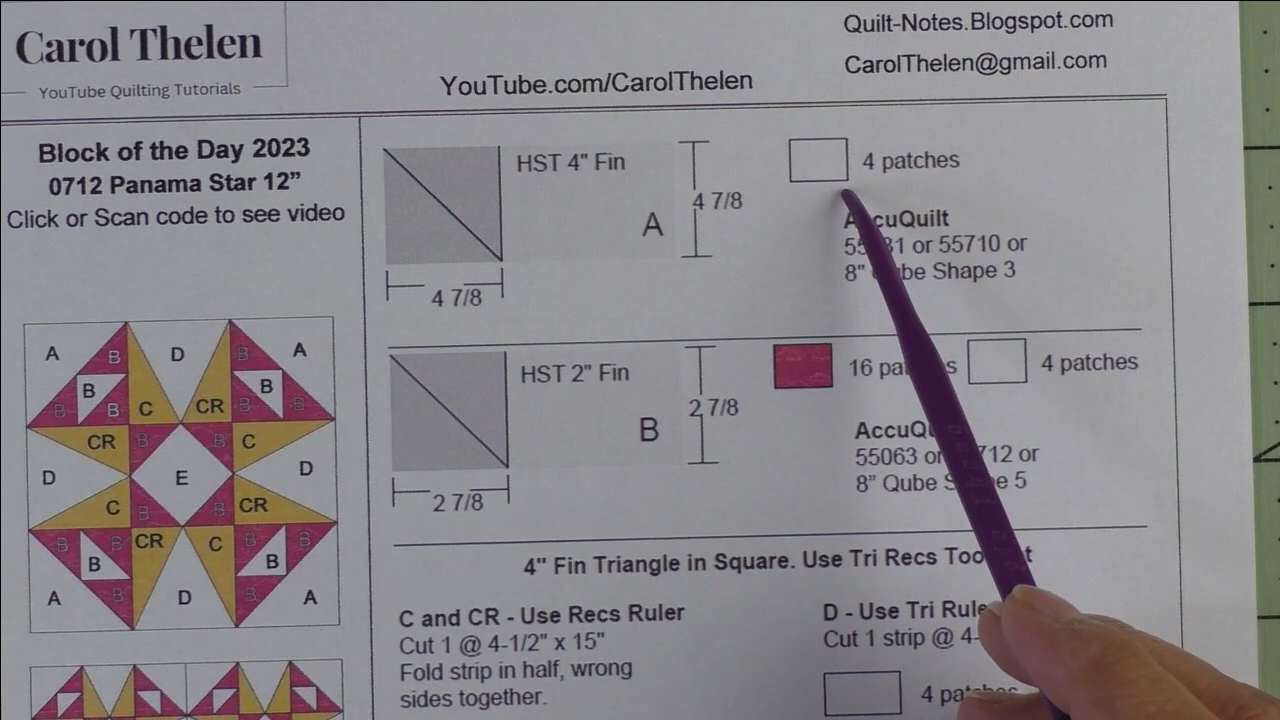 Carol Thelen
YouTube Quilting Tutorials
YouTube.com/CarolThelen
Quilt-Notes.Blogspot.com
CarolThelen@gmail.com
Block of the Day 2023
0712 Panama Star 12”
Click or Scan code to see video
A B D B A
B B
B B C CR B B
CR B B C
D E D
C B B CR
B B CR C B B
B B
A B D B A
HST 4" Fin
A
4 7/8
4 7/8
4 patches
AccuQuilt
or 55710 or
8" Shape 3
HST 2" Fin
B
2 7/8
2 7/8
16
4 patches
55063 or
8" Qube 5
4" Fin Triangle in Square. Use Tri Recs
C and CR - Use Recs Ruler
Cut 1 @ 4-1/2" x 15"
Fold strip in half, wrong
sides together.
D - Use Tri
Cut 1 strip @
4 patches